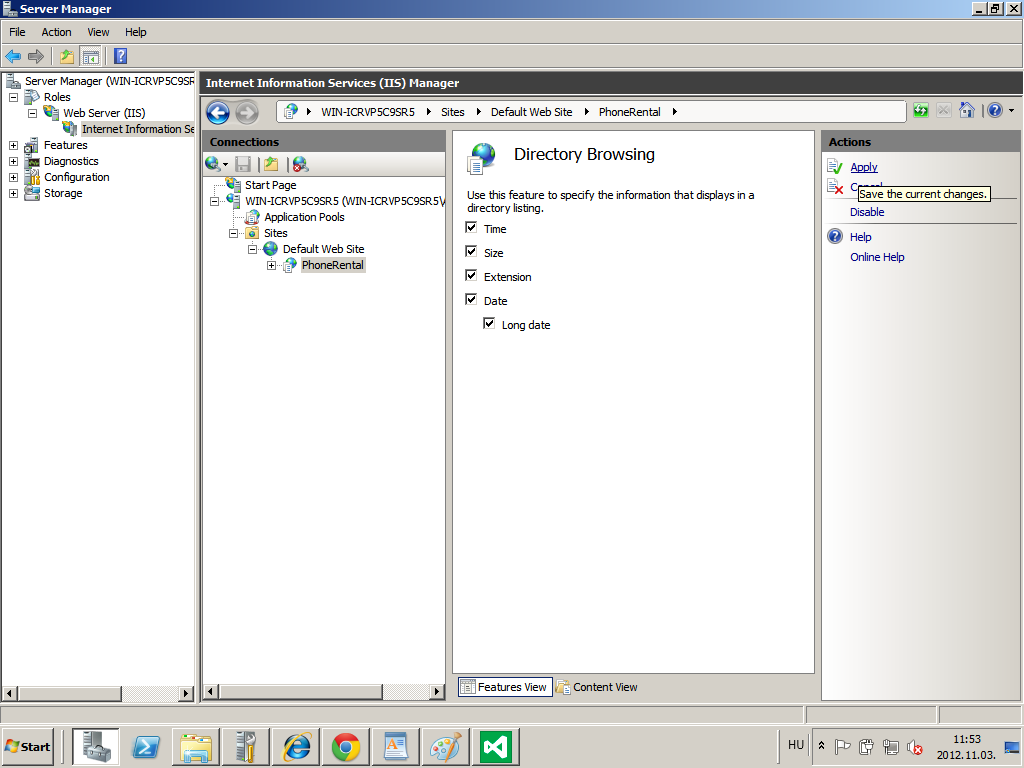 Server Manager
File Action View Help
Server Manager (WIN-ICRVP5C9SR
Roles
Web Server (IIS)
Internet Information Se
Features
Diagnostics
Configuration
Storage
Internet Information Services (IIS) Manager
WIN-ICRVP5C9SR5 Sites Default Web Site PhoneRental
Connections
Start Page
WIN-ICRVP5C9SR5 (WIN-ICRVP5C9SR5\
Application Pools
Sites
Default Web Site
PhoneRental
Directory Browsing
Use this feature to specify the information that displays in a
directory listing.
Time
Size
Extension
Date
Long date
Features View Content View
Actions
Apply
Save the current changes.
Disable
Help
Online Help
Start
HU
11:53
2012.11.03.